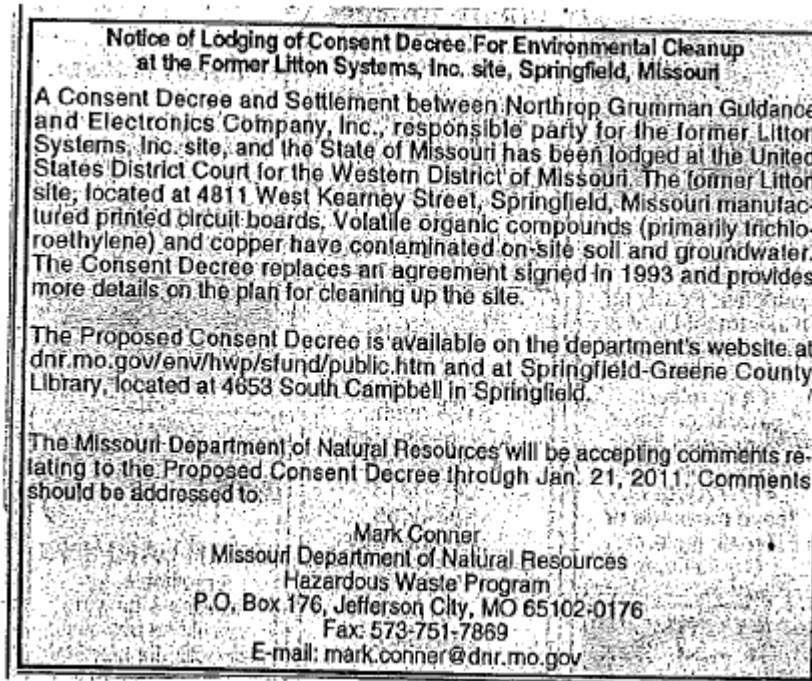 Notice of Lodging of Consent Decree For Environmental Cleanup
at the Former Litton Systems, Inc. site, Springfield, Missouri
A Consent Decree and Settlement between Northrop Grumman Guidance
and Electronics Company, Inc., responsible party for the former Litton
Systems, Inc. site, and the State of Missouri has been lodged at the United
States District Court for the Western District of Missouri. The former Litton
site, located at 4811 West Kearney Street, Springfield, Missouri manufac-
tured printed circuit boards. Volatile organic compounds (primarily trichlo-
roethylene) and copper have contaminated on-site soil and groundwater.
The Consent Decree replaces an agreement signed in 1993 and provides
more details on the plan for cleaning up the site.
The Proposed Consent Decree is available on the department's website at
dnr.mo.gov/env/hwp/sfund/public.htm and at Springfield-Greene County
Library, located at 4653 South Campbell in Springfield.
The Missouri Department of Natural Resources will be accepting comments re-
lating to the Proposed Consent Decree through Jan. 21, 2011. Comments
should be addressed to:
Mark Conner
Missouri Department of Natural Resources
Hazardous Waste Program
P.O. Box 176, Jefferson City, MO 65102-0176
Fax: 573-751-7869
E-mail: mark.conner@dnr.mo.gov